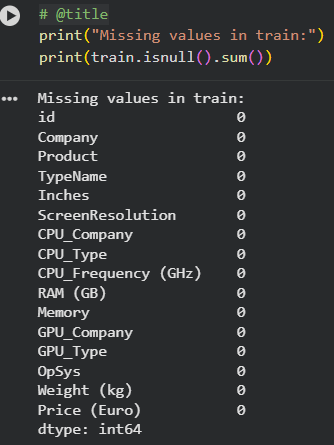 # @title
print("Missing values in train:")
print(train.isnull().sum())
Missing values in train:
id 0
Company 0
Product 0
TypeName 0
Inches 0
ScreenResolution 0
CPU_Company 0
CPU_Type 0
CPU_Frequency (GHz) 0
RAM (GB) 0
Memory 0
GPU_Company 0
GPU_Type 0
OpSys 0
Weight (kg) 0
Price (Euro) 0
dtype: int64